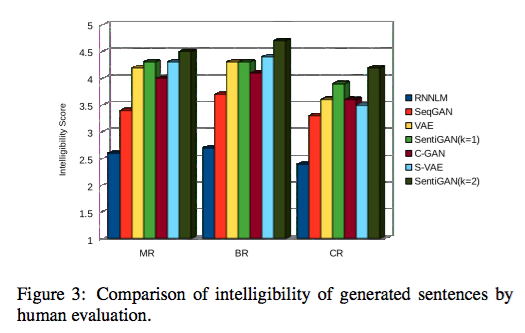 5
4.5
4
3.5
3
2.5
2
1.5
1
Intelligibility Score
MR
BR
CR
RNNLM
SeqGAN
VAE
SentiGAN(k=1)
C-GAN
S-VAE
SentiGAN(k=2)
Figure 3: Comparison of intelligibility of generated sentences by
human evaluation.